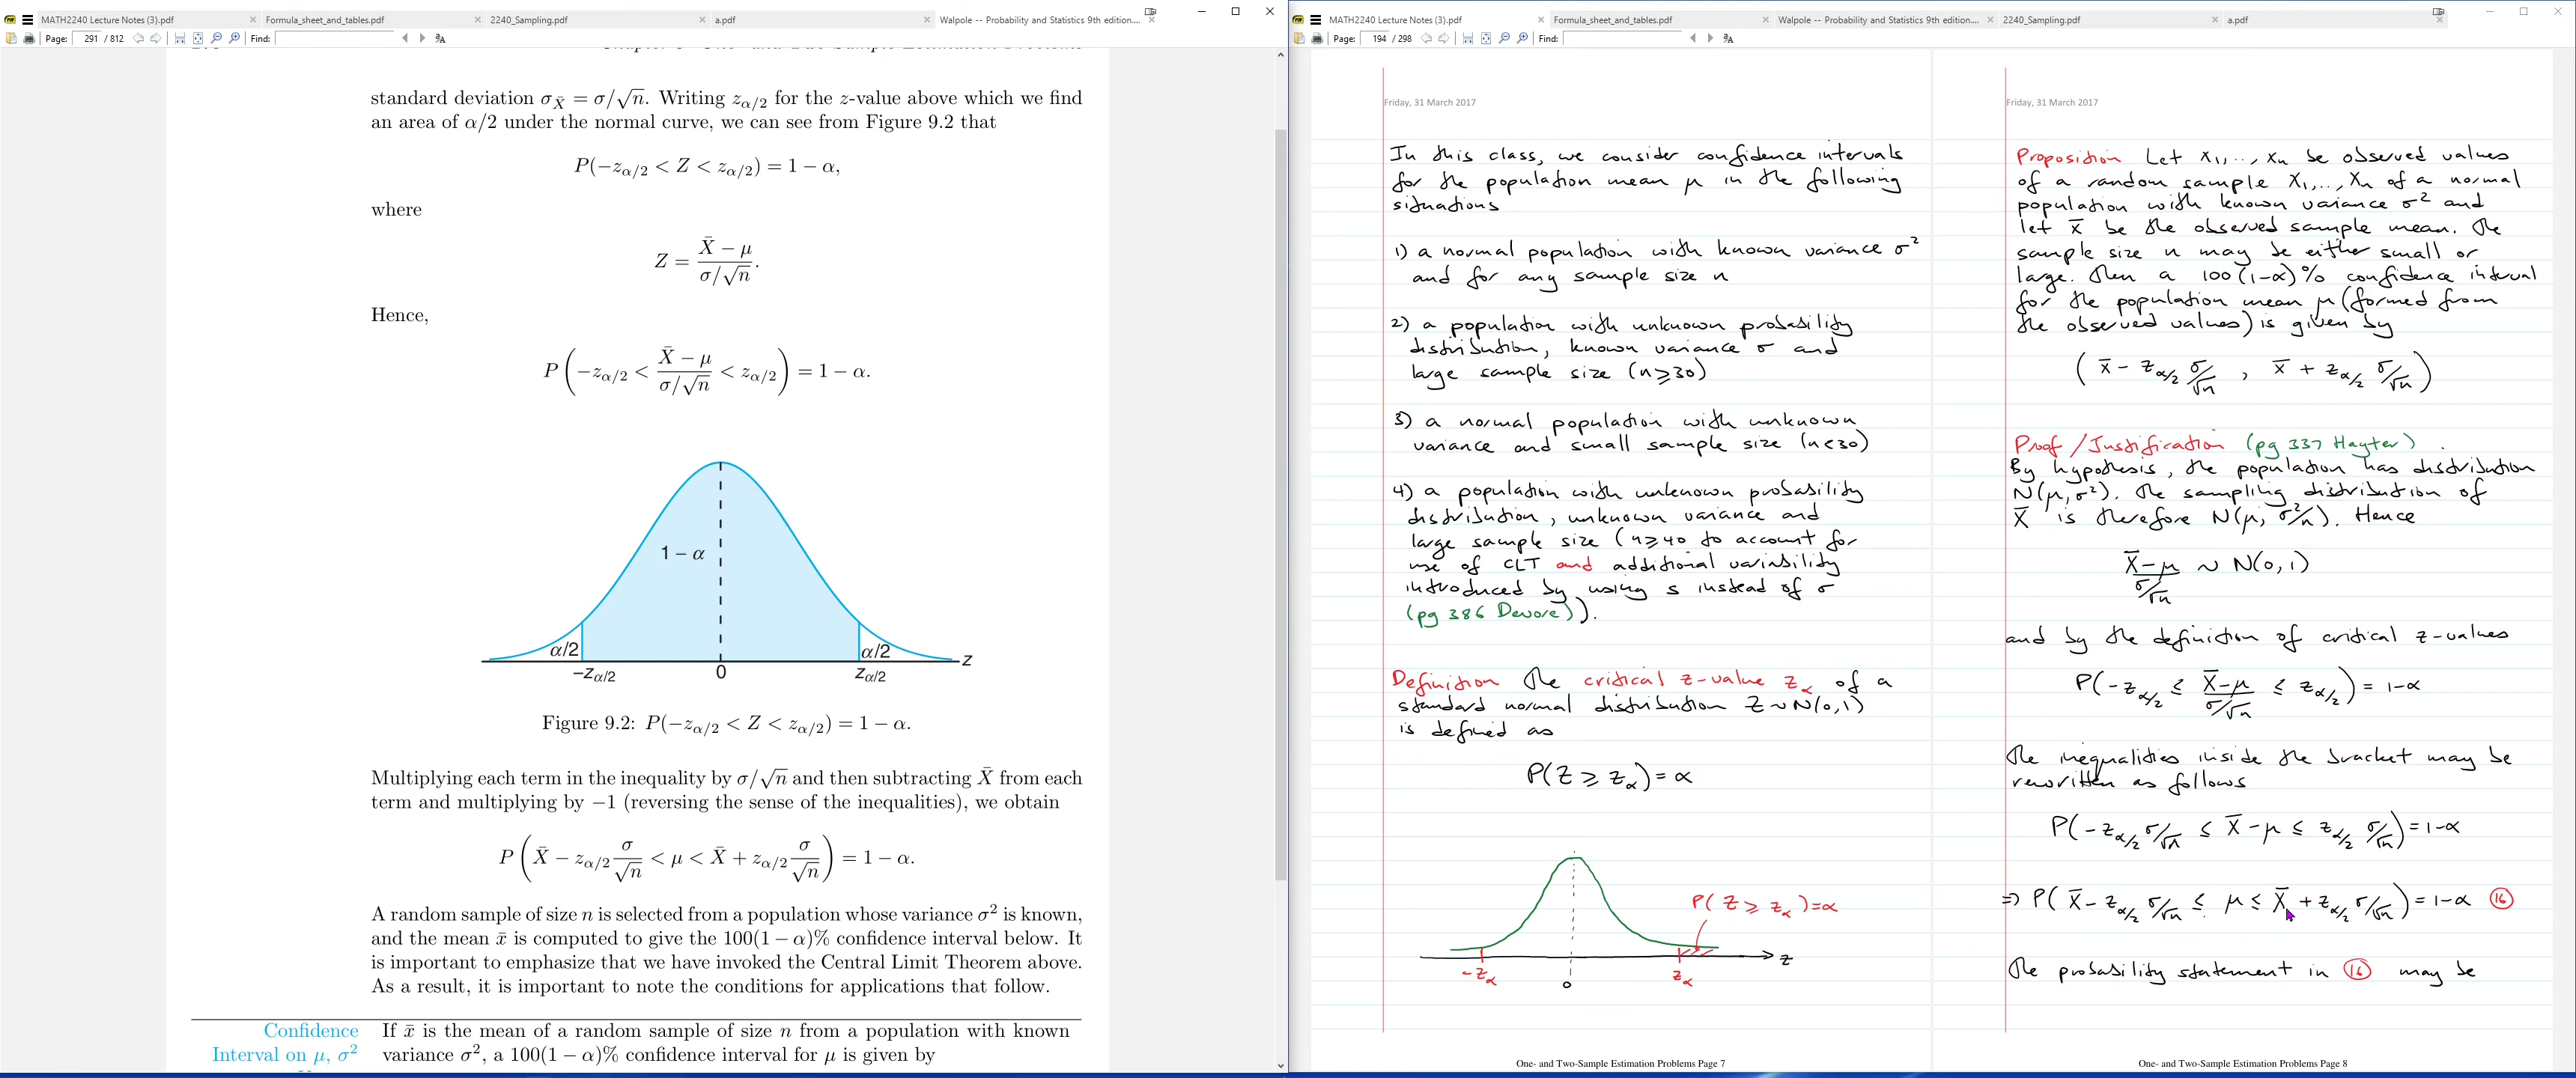 MATH2240 Lecture Notes (3).pdf
Formula_sheet_and_tables.pdf
2240_Sampling.pdf
a.pdf
Walpole -- Probability and Statistics 9th edition....
Page: 291 / 812
Find:
standard deviation σ_X̄ = σ/√n. Writing z_{α/2} for the z-value above which we find
an area of α/2 under the normal curve, we can see from Figure 9.2 that
P(−z_{α/2} < Z < z_{α/2}) = 1 − α,
where
Z = (X̄ − μ)/(σ/√n).
Hence,
P(−z_{α/2} < (X̄ − μ)/(σ/√n) < z_{α/2}) = 1 − α.
1 − α
α/2
α/2
z
−z_{α/2}
0
z_{α/2}
Figure 9.2: P(−z_{α/2} < Z < z_{α/2}) = 1 − α.
Multiplying each term in the inequality by σ/√n and then subtracting X̄ from each
term and multiplying by −1 (reversing the sense of the inequalities), we obtain
P(X̄ − z_{α/2} σ/√n < μ < X̄ + z_{α/2} σ/√n) = 1 − α.
A random sample of size n is selected from a population whose variance σ² is known,
and the mean x̄ is computed to give the 100(1 − α)% confidence interval below. It
is important to emphasize that we have invoked the Central Limit Theorem above.
As a result, it is important to note the conditions for applications that follow.
Confidence
Interval on μ, σ²
If x̄ is the mean of a random sample of size n from a population with known
variance σ², a 100(1 − α)% confidence interval for μ is given by
MATH2240 Lecture Notes (3).pdf
Formula_sheet_and_tables.pdf
Walpole -- Probability and Statistics 9th edition....
2240_Sampling.pdf
a.pdf
Page: 194 / 298
Find:
Friday, 31 March 2017
In this class, we consider confidence intervals
for the population mean μ in the following
situations
1) a normal population with known variance σ²
and for any sample size n
2) a population with unknown probability
distribution, known variance σ and
large sample size (n≥30)
3) a normal population with unknown
variance and small sample size (n<30)
4) a population with unknown probability
distribution, unknown variance and
large sample size (n≥40 to account for
use of CLT and additional variability
introduced by using s instead of σ
(pg 386 Devore)).
Definition The critical z-value z_α of a
standard normal distribution Z ~ N(0,1)
is defined as
P(Z ≥ z_α) = α
P(Z ≥ z_α)=α
z
−z_α
0
z_α
One- and Two-Sample Estimation Problems Page 7
Friday, 31 March 2017
Proposition Let x₁,.., xₙ be observed values
of a random sample X₁,.., Xₙ of a normal
population with known variance σ² and
let x̄ be the observed sample mean. The
sample size n may be either small or
large. Then a 100(1-α)% confidence interval
for the population mean μ (formed from
the observed values) is given by
(x̄ − z_{α/2} σ/√n , x̄ + z_{α/2} σ/√n)
Proof/Justification (pg 337 Hayter).
By hypothesis, the population has distribution
N(μ,σ²). The sampling distribution of
X̄ is therefore N(μ, σ²/n). Hence
(X̄−μ)/(σ/√n) ~ N(0,1)
and by the definition of critical z-values
P(−z_{α/2} ≤ (X̄−μ)/(σ/√n) ≤ z_{α/2}) = 1−α
The inequalities inside the bracket may be
rewritten as follows
P(−z_{α/2} σ/√n ≤ X̄−μ ≤ z_{α/2} σ/√n) = 1−α
⇒ P(X̄ − z_{α/2} σ/√n ≤ μ ≤ X̄ + z_{α/2} σ/√n) = 1−α ⑯
The probability statement in ⑯ may be
One- and Two-Sample Estimation Problems Page 8